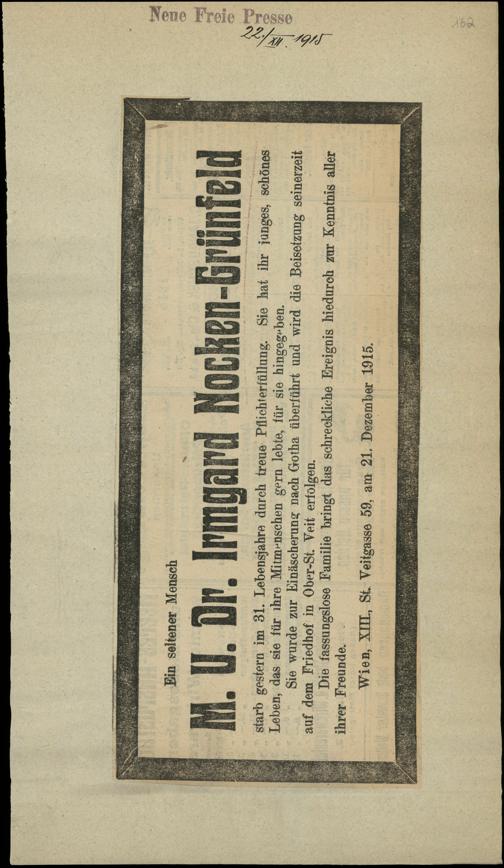 Neue Freie Presse
22./XII. 1915
162
Ein seltener Mensch
M. U. Dr. Irmgard Nocken-Grünfeld
starb gestern im 31. Lebensjahre durch treue Pflichterfüllung. Sie hat ihr junges, schönes
Leben, das sie für ihre Mitmenschen gern lebte, für sie hingegeben.
Sie wurde zur Einäscherung nach Gotha überführt und wird die Beisetzung seinerzeit
auf dem Friedhof in Ober-St. Veit erfolgen.
Die fassungslose Familie bringt das schreckliche Ereignis hiedurch zur Kenntnis aller
ihrer Freunde.
Wien, XIII., St. Veitgasse 59, am 21. Dezember 1915.